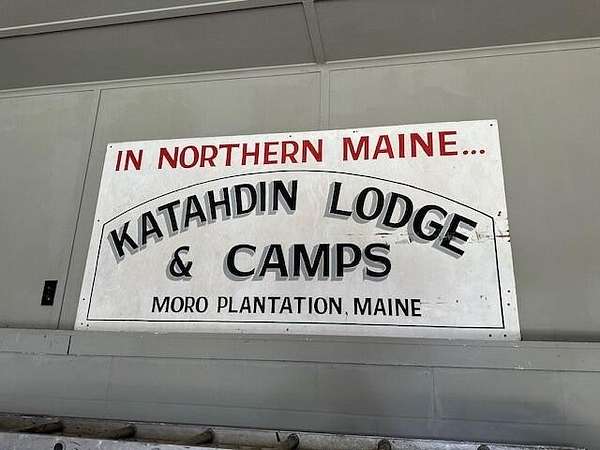 IN NORTHERN MAINE...
KATAHDIN LODGE
& CAMPS
MORO PLANTATION, MAINE